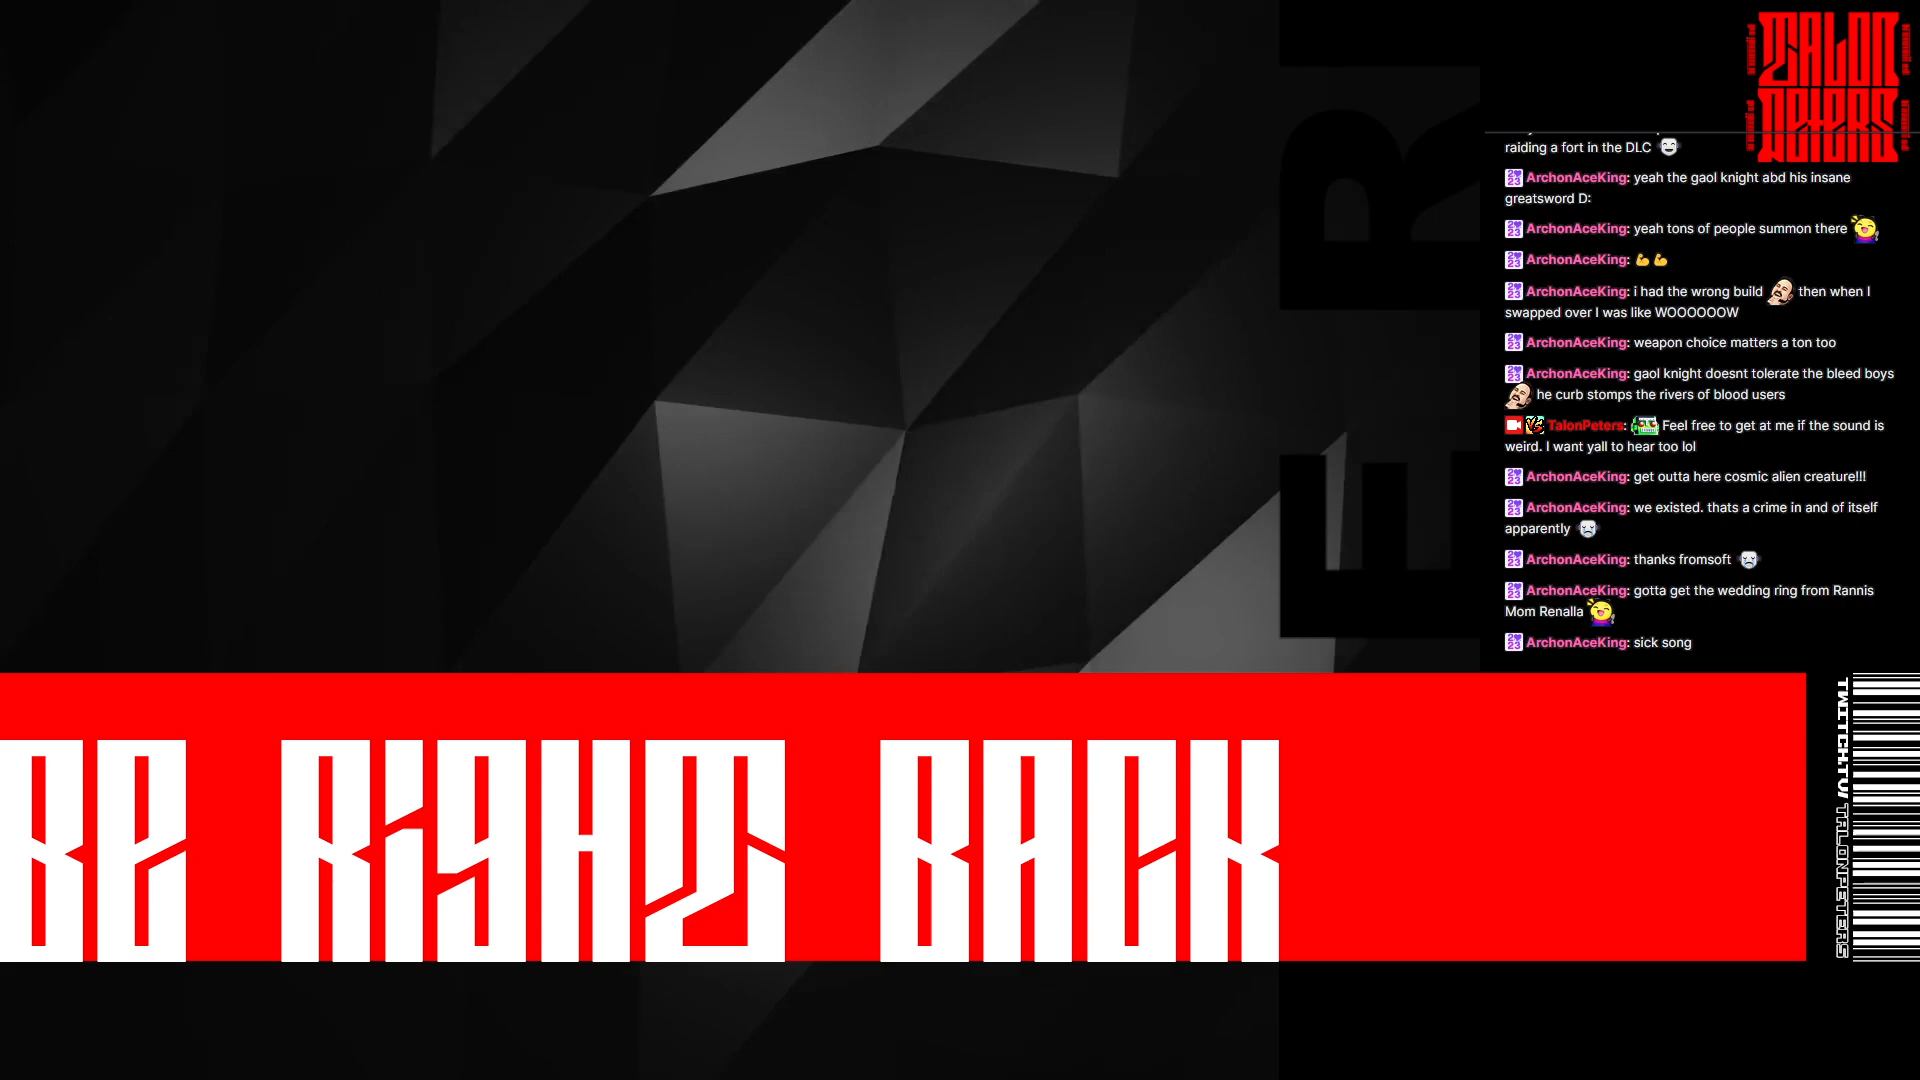 TALON
PETERS
raiding a fort in the DLC
ArchonAceKing: yeah the gaol knight abd his insane
greatsword D:
ArchonAceKing: yeah tons of people summon there
ArchonAceKing: 💪💪
ArchonAceKing: i had the wrong build then when I
swapped over I was like WOOOOOOW
ArchonAceKing: weapon choice matters a ton too
ArchonAceKing: gaol knight doesnt tolerate the bleed boys
he curb stomps the rivers of blood users
TalonPeters: Feel free to get at me if the sound is
weird. I want yall to hear too lol
ArchonAceKing: get outta here cosmic alien creature!!!
ArchonAceKing: we existed. thats a crime in and of itself
apparently
ArchonAceKing: thanks fromsoft
ArchonAceKing: gotta get the wedding ring from Rannis
Mom Renalla
ArchonAceKing: sick song
BE RIGHT BACK
TWITCH.TV/TALONPETERS
E R